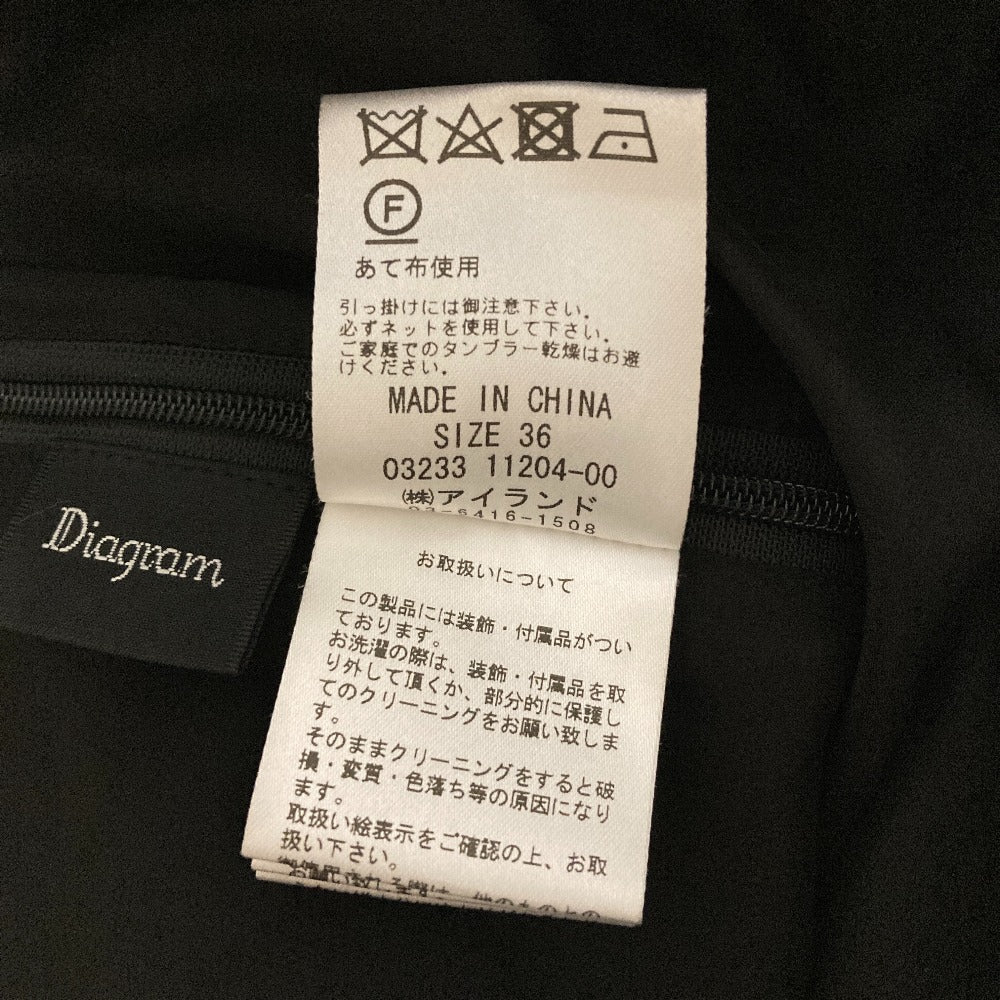 F
あて布使用
引っ掛けには御注意下さい.
必ずネットを使用して下さい.
ご家庭でのタンブラー乾燥はお避
けください.
MADE IN CHINA
SIZE 36
03233 11204-00
(株)アイランド
03-6416-1508
Diagram
お取扱いについて
この製品には装飾・付属品がつい
ております。
お洗濯の際は、装飾・付属品を取
り外して頂くか、部分的に保護し
てのクリーニングをお願い致しま
す。
そのままクリーニングをすると破
損・変質・色落ち等の原因になり
ます。
取扱い絵表示をご確認の上、お取
扱い下さい。